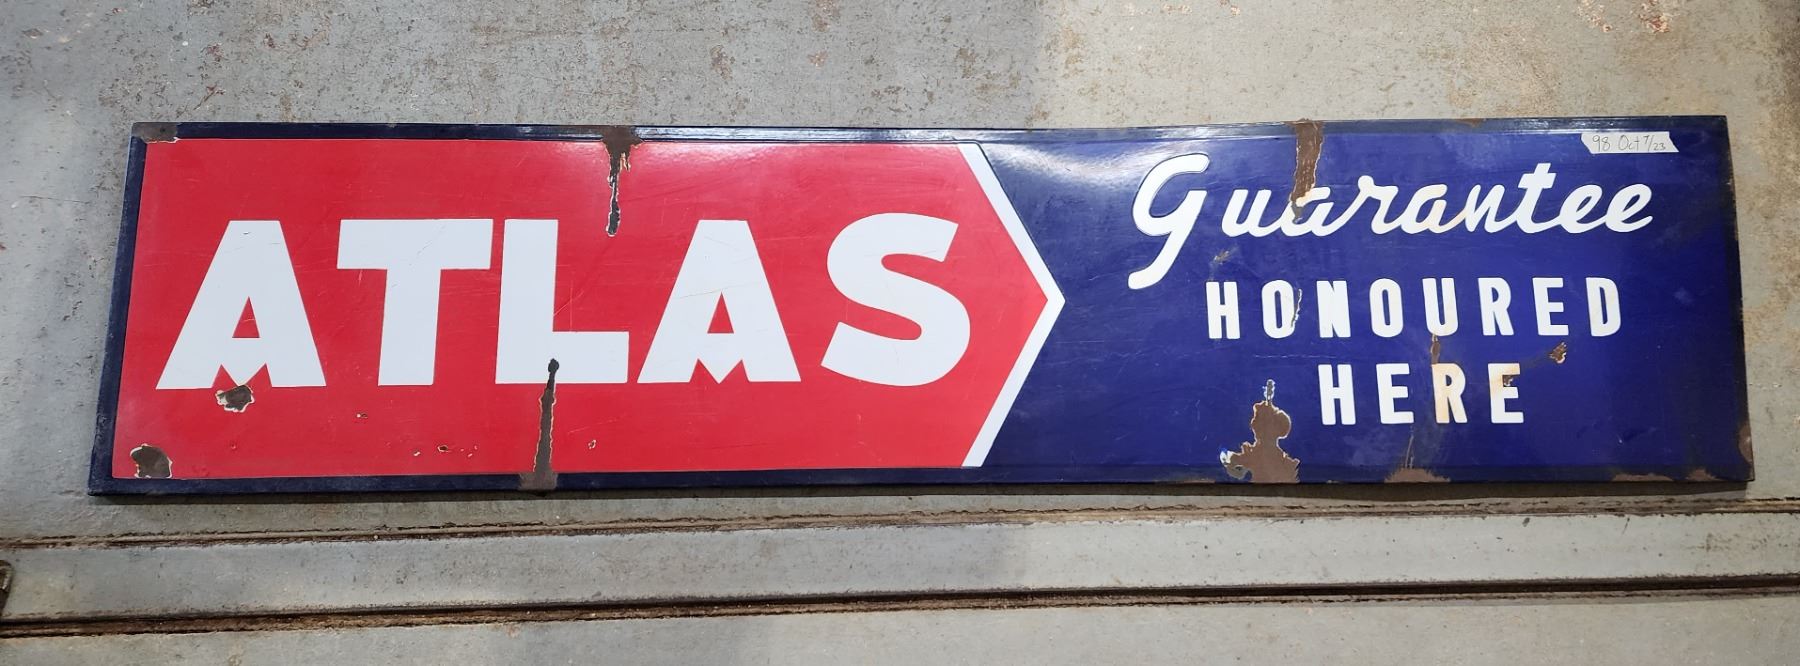 ATLAS
Guarantee
HONOURED
HERE
98 Oct 7/23